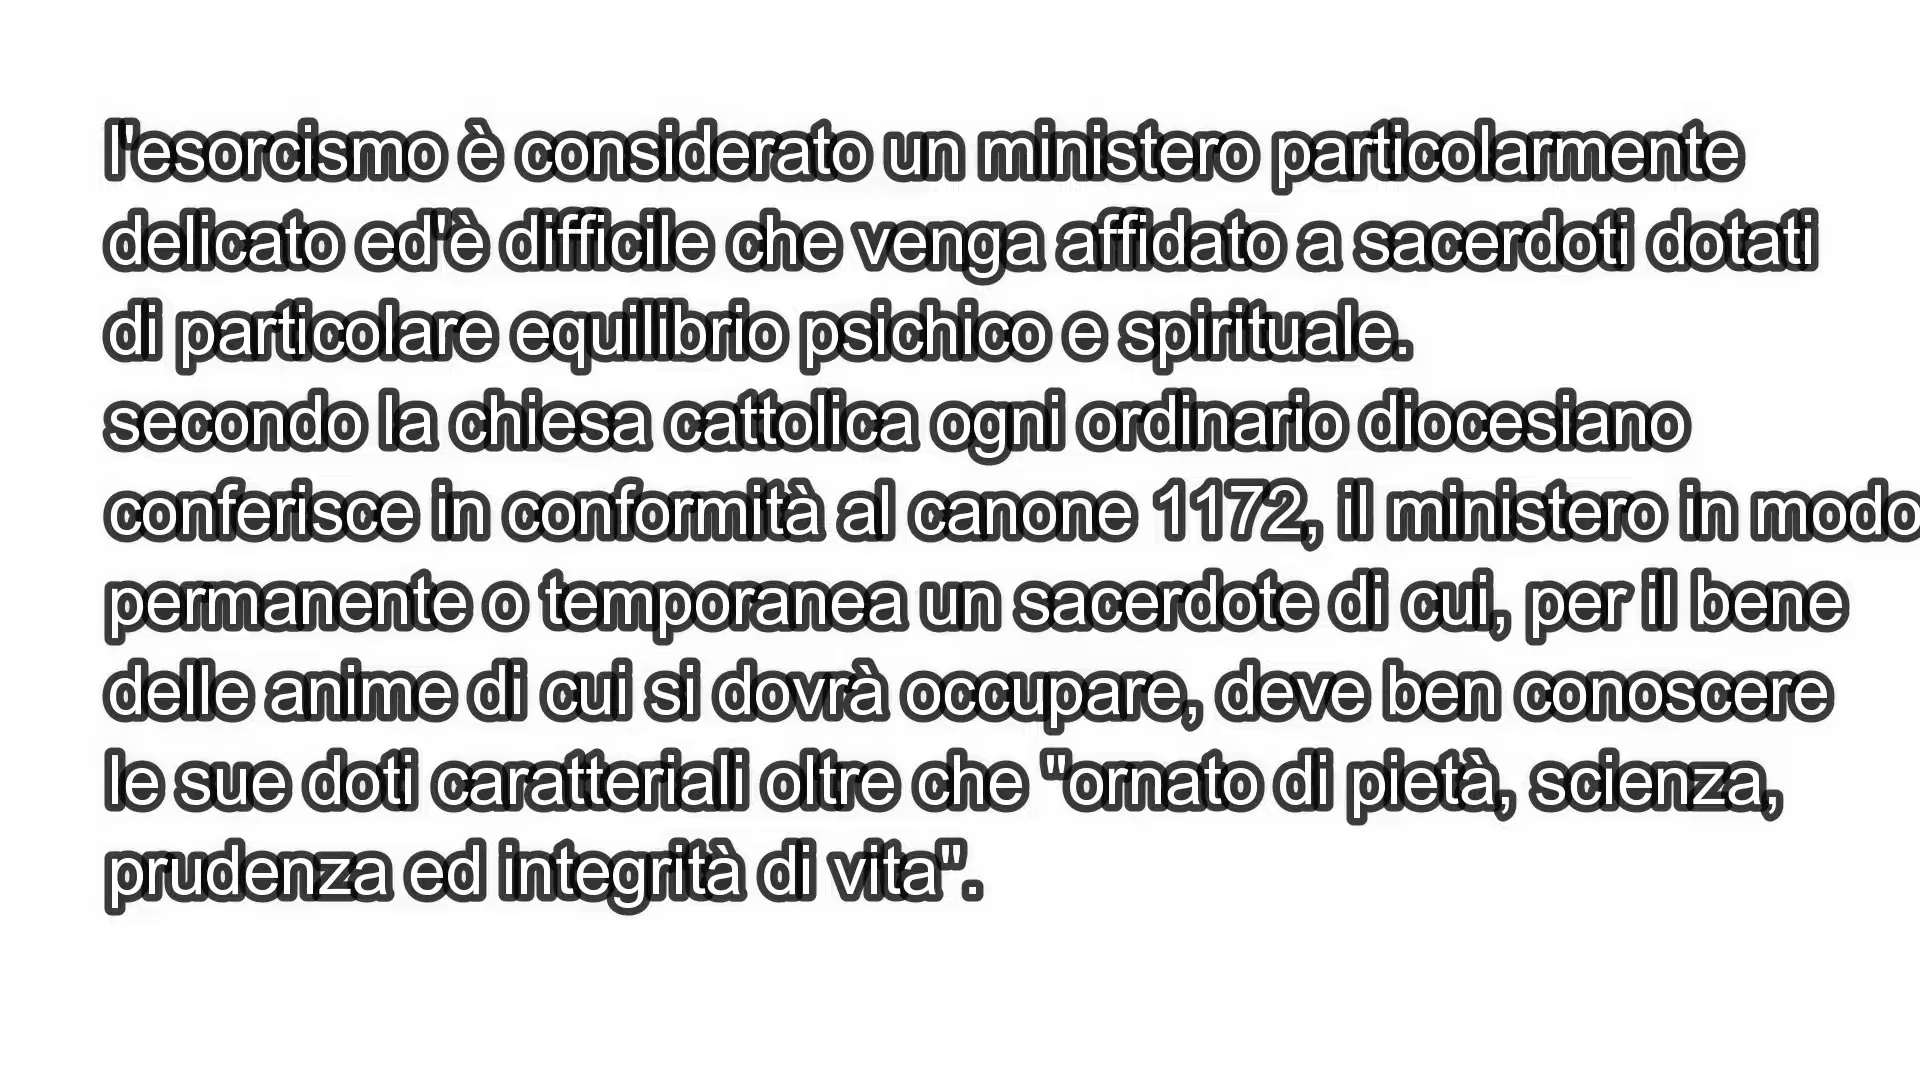 l'esorcismo è considerato un ministero particolarmente
delicato ed'è difficile che venga affidato a sacerdoti dotati
di particolare equilibrio psichico e spirituale.
secondo la chiesa cattolica ogni ordinario diocesiano
conferisce in conformità al canone 1172, il ministero in modo
permanente o temporanea un sacerdote di cui, per il bene
delle anime di cui si dovrà occupare, deve ben conoscere
le sue doti caratteriali oltre che "ornato di pietà, scienza,
prudenza ed integrità di vita".